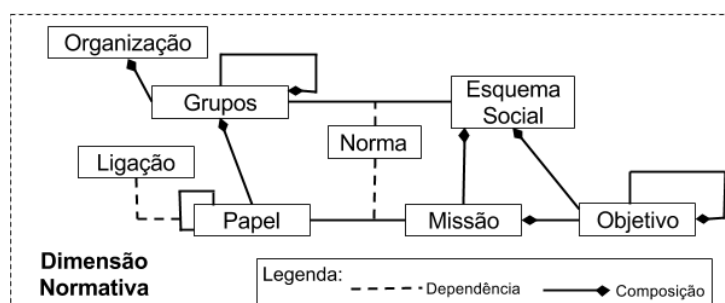 Organização
Grupos
Esquema
Social
Ligação
Norma
Papel
Missão
Objetivo
Dimensão
Normativa
Legenda:
Dependência
Composição